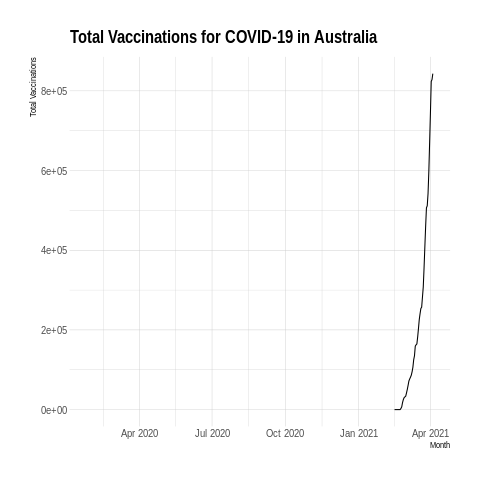 Total Vaccinations for COVID-19 in Australia
Total Vaccinations
8e+05
6e+05
4e+05
2e+05
0e+00
Apr 2020 Jul 2020 Oct 2020 Jan 2021 Apr 2021
Month